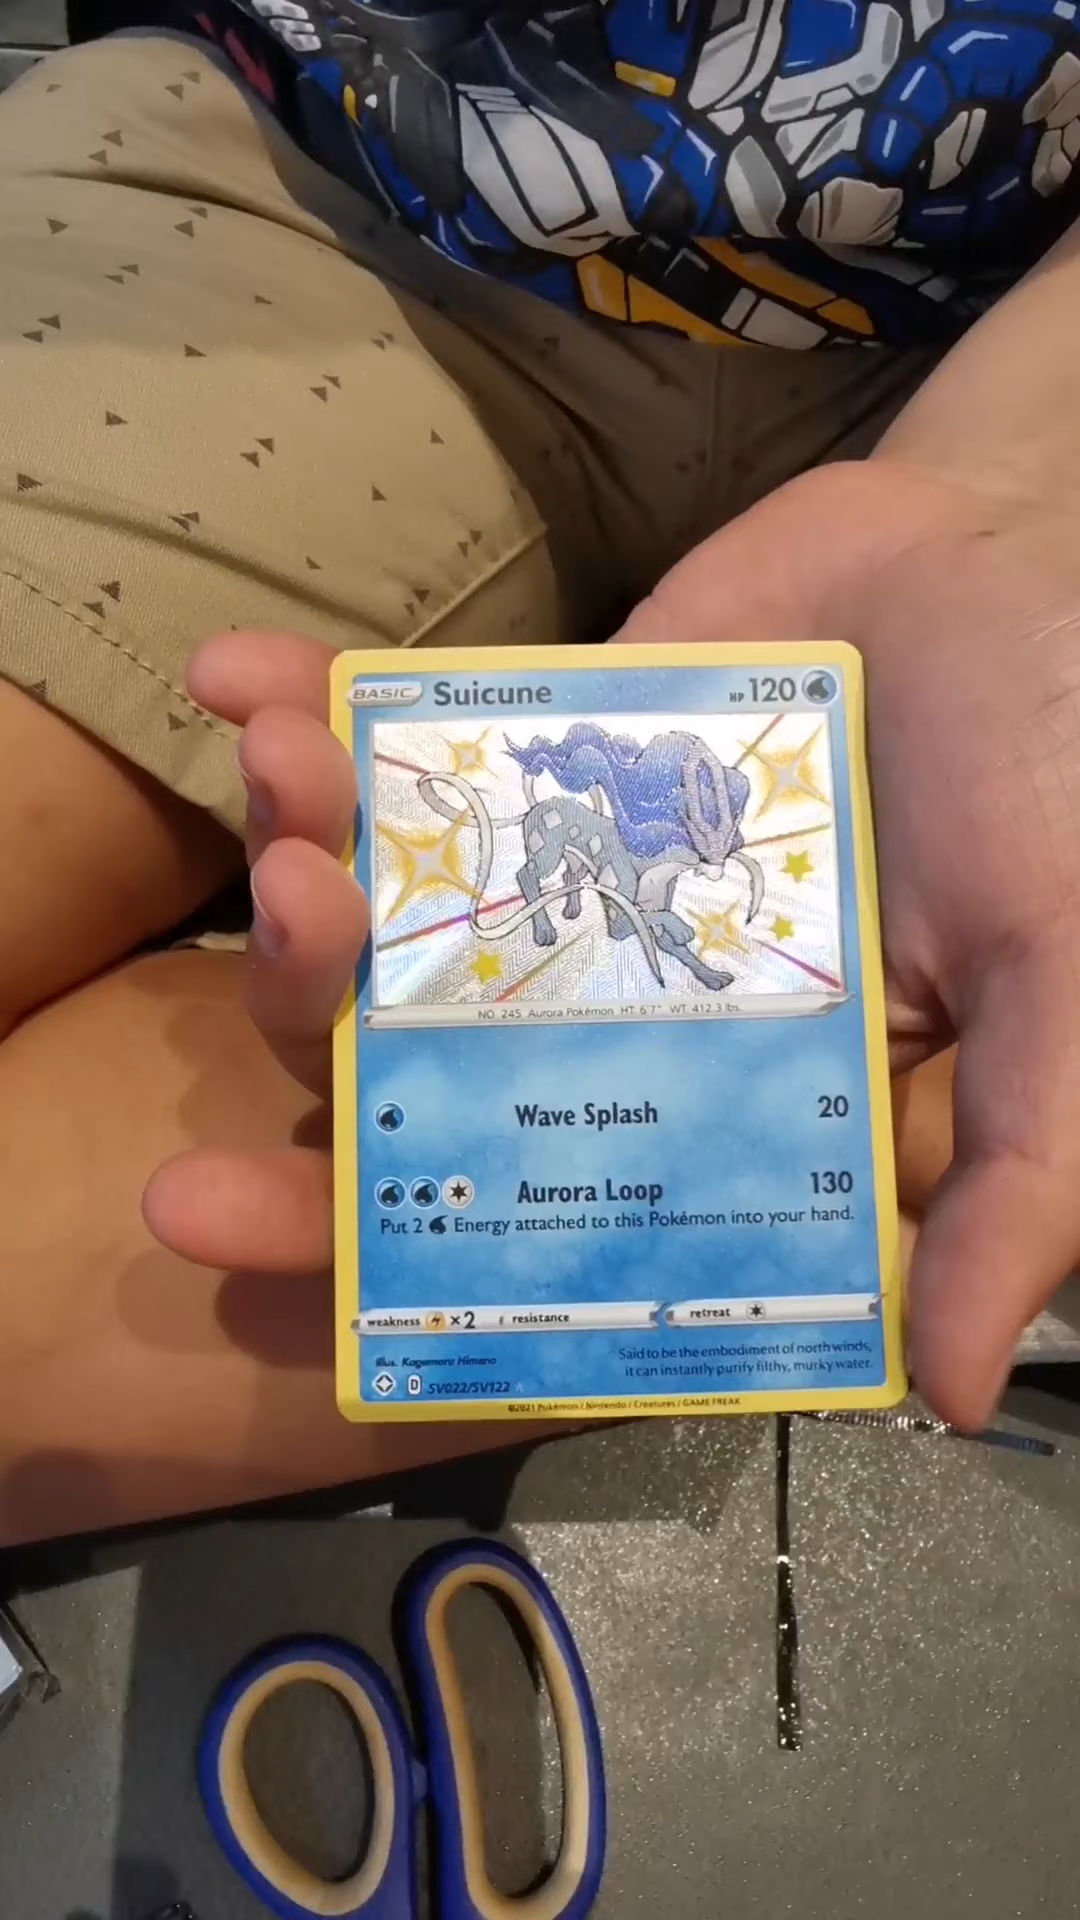 BASIC Suicune HP 120
NO. 245 Aurora Pokémon HT 6'7" WT 412.3 lbs.
Wave Splash 20
Aurora Loop 130
Put 2 Energy attached to this Pokémon into your hand.
weakness ×2 resistance retreat
Said to be the embodiment of north winds,
it can instantly purify filthy, murky water.
Illus. Kagemaru Himeno
D SV022/SV122
©2021 Pokémon / Nintendo / Creatures / GAME FREAK